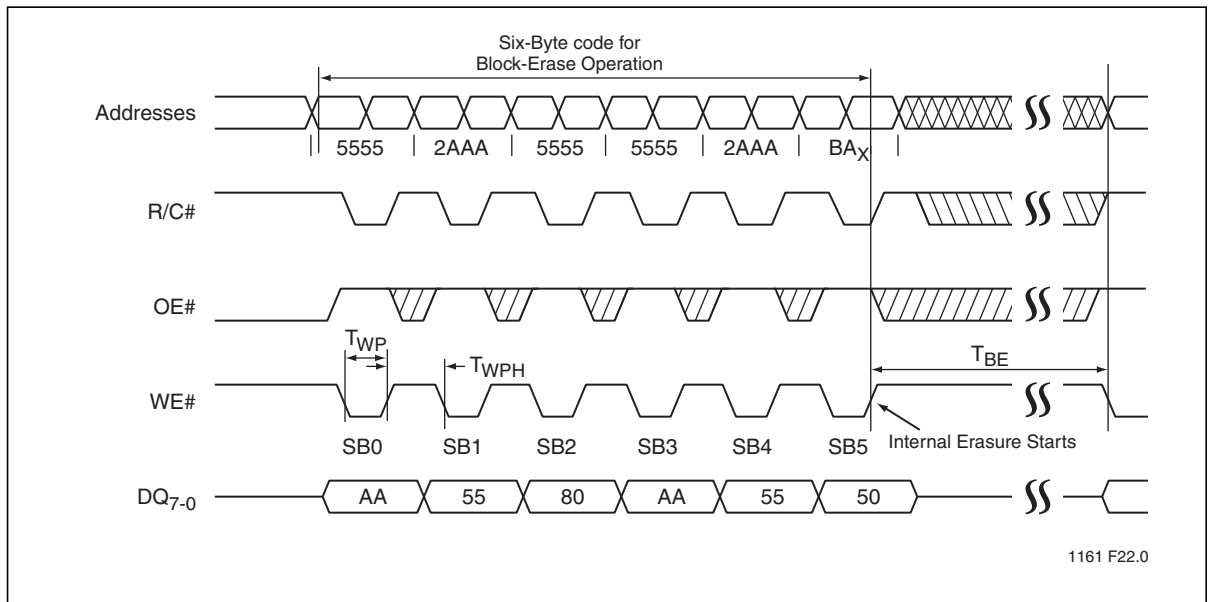 Six-Byte code for
Block-Erase Operation
Addresses
5555 2AAA 5555 5555 2AAA BAX
R/C#
OE#
TWP
TWPH
TBE
WE#
Internal Erasure Starts
SB0 SB1 SB2 SB3 SB4 SB5
DQ7-0
AA 55 80 AA 55 50
1161 F22.0